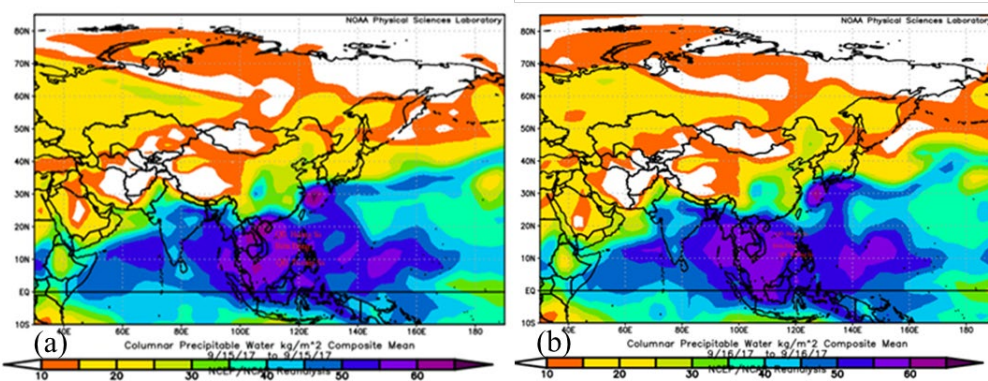 NOAA Physical Sciences Laboratory
80N
70N
60N
50N
40N
30N
20N
10N
EQ
10S
40E
60E
80E
100E
120E
140E
160E
180
(a)
Columnar Precipitable Water kg/m^2 Composite Mean
9/15/17 to 9/15/17
NCEP/NCAR Reanalysis
10 20 30 40 50 60
NOAA Physical Sciences Laboratory
80N
70N
60N
50N
40N
30N
20N
10N
EQ
10S
40E
60E
80E
100E
120E
140E
160E
180
(b)
Columnar Precipitable Water kg/m^2 Composite Mean
9/16/17 to 9/16/17
NCEP/NCAR Reanalysis
10 20 30 40 50 60